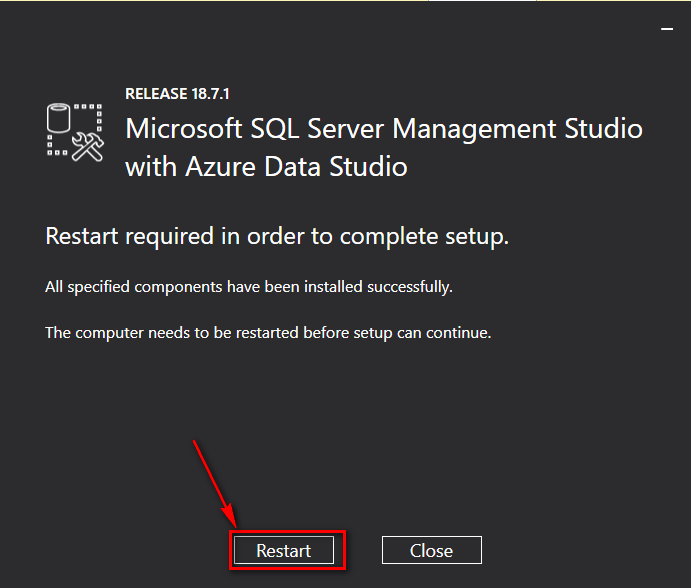 RELEASE 18.7.1
Microsoft SQL Server Management Studio
with Azure Data Studio
Restart required in order to complete setup.
All specified components have been installed successfully.
The computer needs to be restarted before setup can continue.
Restart
Close